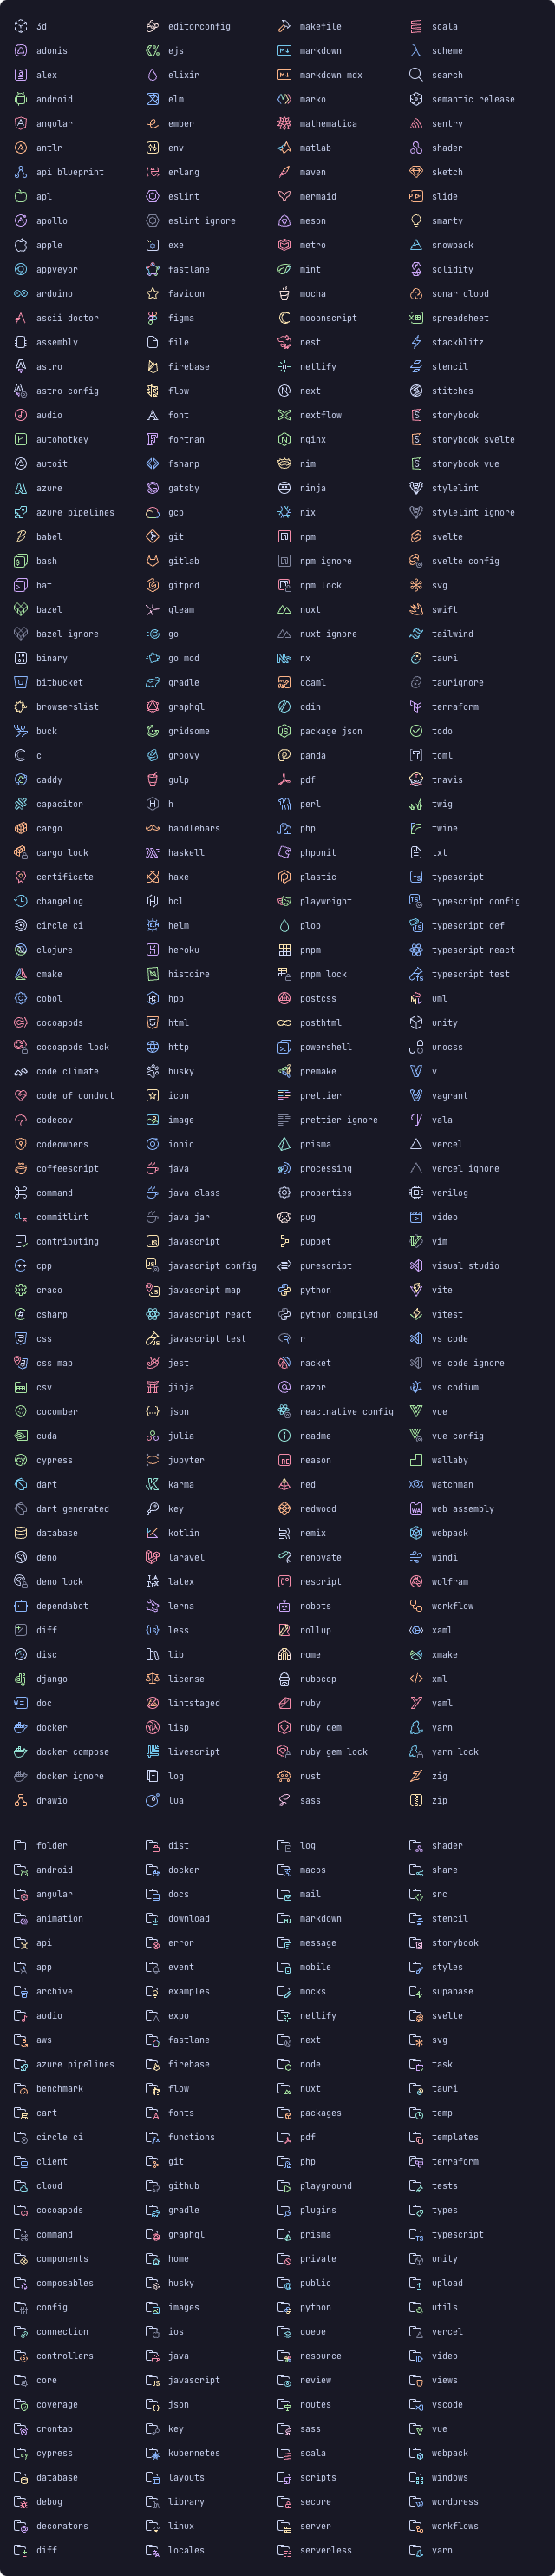 3d
adonis
alex
android
angular
antlr
api blueprint
apl
apollo
apple
appveyor
arduino
ascii doctor
assembly
astro
astro config
audio
autohotkey
autoit
azure
azure pipelines
babel
bash
bat
bazel
bazel ignore
binary
bitbucket
browserslist
buck
c
caddy
capacitor
cargo
cargo lock
certificate
changelog
circle ci
clojure
cmake
cobol
cocoapods
cocoapods lock
code climate
code of conduct
codecov
codeowners
coffeescript
command
commitlint
contributing
cpp
craco
csharp
css
css map
csv
cucumber
cuda
cypress
dart
dart generated
database
deno
deno lock
dependabot
diff
disc
django
doc
docker
docker compose
docker ignore
drawio
editorconfig
ejs
elixir
elm
ember
env
erlang
eslint
eslint ignore
exe
fastlane
favicon
figma
file
firebase
flow
font
fortran
fsharp
gatsby
gcp
git
gitlab
gitpod
gleam
go
go mod
gradle
graphql
gridsome
groovy
gulp
h
handlebars
haskell
haxe
hcl
helm
heroku
histoire
hpp
html
http
husky
icon
image
ionic
java
java class
java jar
javascript
javascript config
javascript map
javascript react
javascript test
jest
jinja
json
julia
jupyter
karma
key
kotlin
laravel
latex
lerna
less
lib
license
lintstaged
lisp
livescript
log
lua
makefile
markdown
markdown mdx
marko
mathematica
matlab
maven
mermaid
meson
metro
mint
mocha
mooonscript
nest
netlify
next
nextflow
nginx
nim
ninja
nix
npm
npm ignore
npm lock
nuxt
nuxt ignore
nx
ocaml
odin
package json
panda
pdf
perl
php
phpunit
plastic
playwright
plop
pnpm
pnpm lock
postcss
posthtml
powershell
premake
prettier
prettier ignore
prisma
processing
properties
pug
puppet
purescript
python
python compiled
r
racket
razor
reactnative config
readme
reason
red
redwood
remix
renovate
rescript
robots
rollup
rome
rubocop
ruby
ruby gem
ruby gem lock
rust
sass
scala
scheme
search
semantic release
sentry
shader
sketch
slide
smarty
snowpack
solidity
sonar cloud
spreadsheet
stackblitz
stencil
stitches
storybook
storybook svelte
storybook vue
stylelint
stylelint ignore
svelte
svelte config
svg
swift
tailwind
tauri
taurignore
terraform
todo
toml
travis
twig
twine
txt
typescript
typescript config
typescript def
typescript react
typescript test
uml
unity
unocss
v
vagrant
vala
vercel
vercel ignore
verilog
video
vim
visual studio
vite
vitest
vs code
vs code ignore
vs codium
vue
vue config
wallaby
watchman
web assembly
webpack
windi
wolfram
workflow
xaml
xmake
xml
yaml
yarn
yarn lock
zig
zip
folder
android
angular
animation
api
app
archive
audio
aws
azure pipelines
benchmark
cart
circle ci
client
cloud
cocoapods
command
components
composables
config
connection
controllers
core
coverage
crontab
cypress
database
debug
decorators
diff
dist
docker
docs
download
error
event
examples
expo
fastlane
firebase
flow
fonts
functions
git
github
gradle
graphql
home
husky
images
ios
java
javascript
json
key
kubernetes
layouts
library
linux
locales
log
macos
mail
markdown
message
mobile
mocks
netlify
next
node
nuxt
packages
pdf
php
playground
plugins
prisma
private
public
python
queue
resource
review
routes
sass
scala
scripts
secure
server
serverless
shader
share
src
stencil
storybook
styles
supabase
svelte
svg
task
tauri
temp
templates
terraform
tests
types
typescript
unity
upload
utils
vercel
video
views
vscode
vue
webpack
windows
wordpress
workflows
yarn